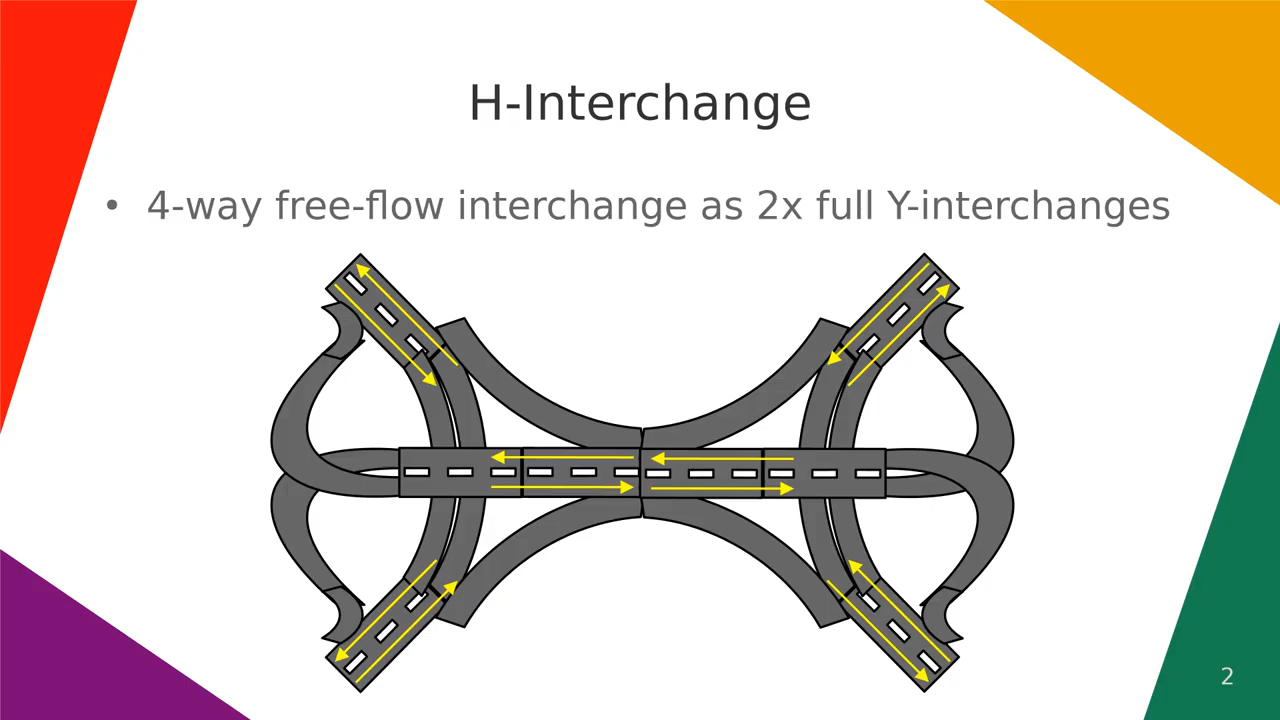 H-Interchange
• 4-way free-flow interchange as 2x full Y-interchanges
2